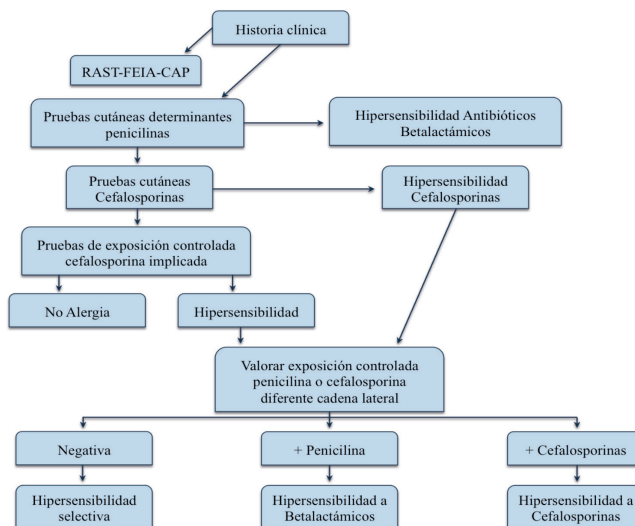 Historia clínica
RAST-FEIA-CAP
Pruebas cutáneas determinantes
penicilinas
Hipersensibilidad Antibióticos
Betalactámicos
Pruebas cutáneas
Cefalosporinas
Hipersensibilidad
Cefalosporinas
Pruebas de exposición controlada
cefalosporina implicada
No Alergia
Hipersensibilidad
Valorar exposición controlada
penicilina o cefalosporina
diferente cadena lateral
Negativa
+ Penicilina
+ Cefalosporinas
Hipersensibilidad
selectiva
Hipersensibilidad a
Betalactámicos
Hipersensibilidad a
Cefalosporinas